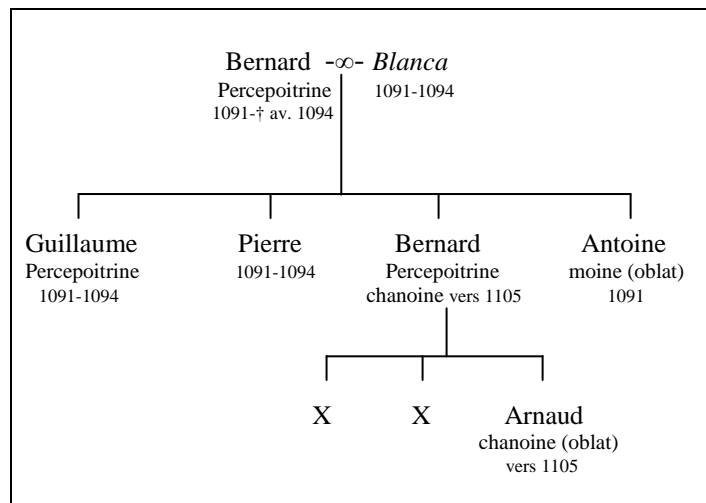 Bernard -∞- Blanca
Percepoitrine 1091-1094
1091-† av. 1094
Guillaume Pierre Bernard Antoine
Percepoitrine 1091-1094 Percepoitrine moine (oblat)
1091-1094 chanoine vers 1105 1091
X X Arnaud
chanoine (oblat)
vers 1105